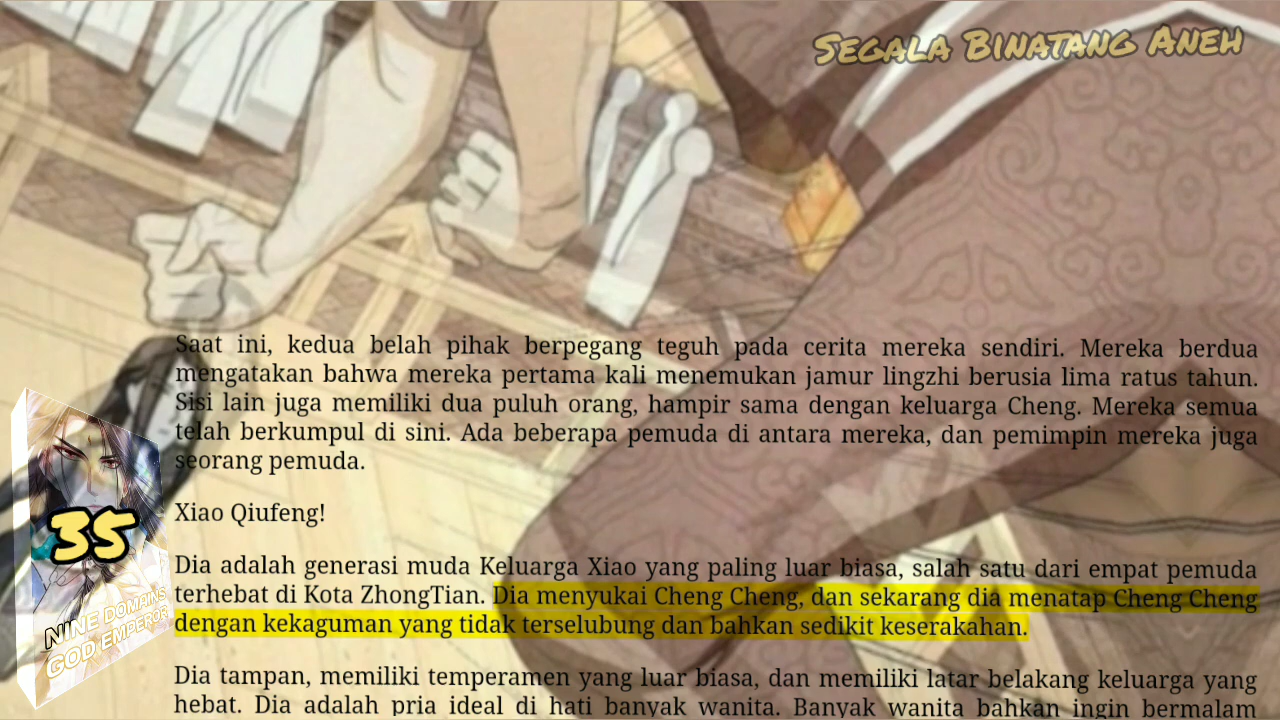 Segala Binatang Aneh
Saat ini, kedua belah pihak berpegang teguh pada cerita mereka sendiri. Mereka berdua
mengatakan bahwa mereka pertama kali menemukan jamur lingzhi berusia lima ratus tahun.
Sisi lain juga memiliki dua puluh orang, hampir sama dengan keluarga Cheng. Mereka semua
telah berkumpul di sini. Ada beberapa pemuda di antara mereka, dan pemimpin mereka juga
seorang pemuda.
Xiao Qiufeng!
Dia adalah generasi muda Keluarga Xiao yang paling luar biasa, salah satu dari empat pemuda
terhebat di Kota ZhongTian. Dia menyukai Cheng Cheng, dan sekarang dia menatap Cheng Cheng
dengan kekaguman yang tidak terselubung dan bahkan sedikit keserakahan.
Dia tampan, memiliki temperamen yang luar biasa, dan memiliki latar belakang keluarga yang
hebat. Dia adalah pria ideal di hati banyak wanita. Banyak wanita bahkan ingin bermalam
35
NINE DOMAINS
GOD EMPEROR